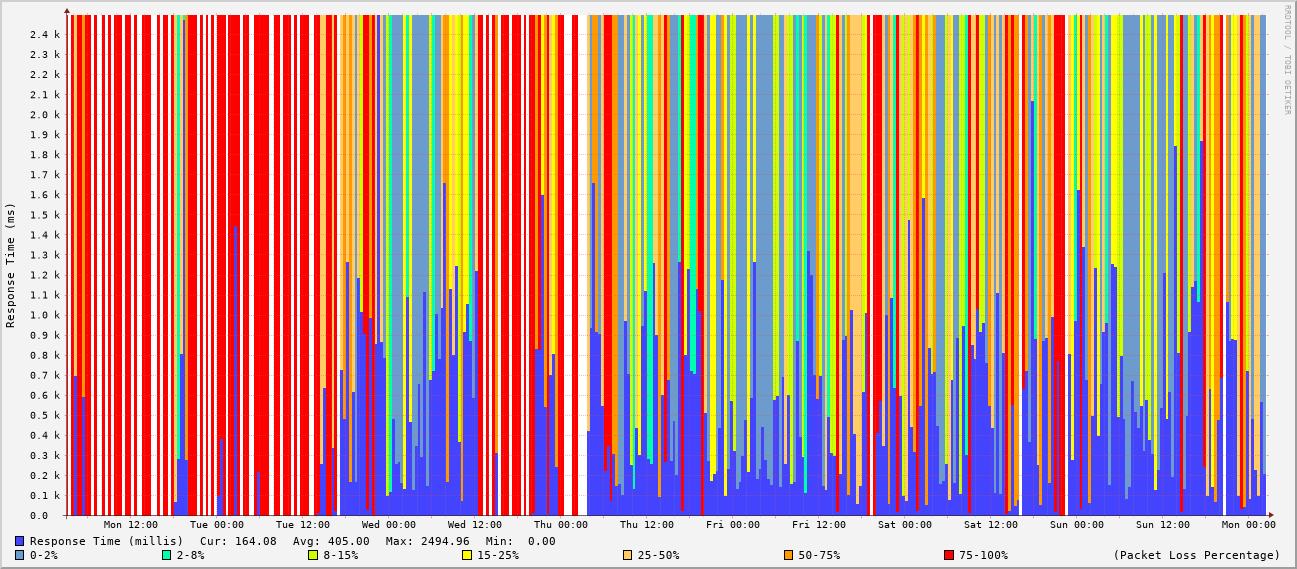 RRDTOOL / TOBI OETIKER
Response Time (ms)
2.4 k
2.3 k
2.2 k
2.1 k
2.0 k
1.9 k
1.8 k
1.7 k
1.6 k
1.5 k
1.4 k
1.3 k
1.2 k
1.1 k
1.0 k
0.9 k
0.8 k
0.7 k
0.6 k
0.5 k
0.4 k
0.3 k
0.2 k
0.1 k
0.0
Mon 12:00 Tue 00:00 Tue 12:00 Wed 00:00 Wed 12:00 Thu 00:00 Thu 12:00 Fri 00:00 Fri 12:00 Sat 00:00 Sat 12:00 Sun 00:00 Sun 12:00 Mon 00:00
Response Time (millis) Cur: 164.08 Avg: 405.00 Max: 2494.96 Min: 0.00
0-2% 2-8% 8-15% 15-25% 25-50% 50-75% 75-100% (Packet Loss Percentage)